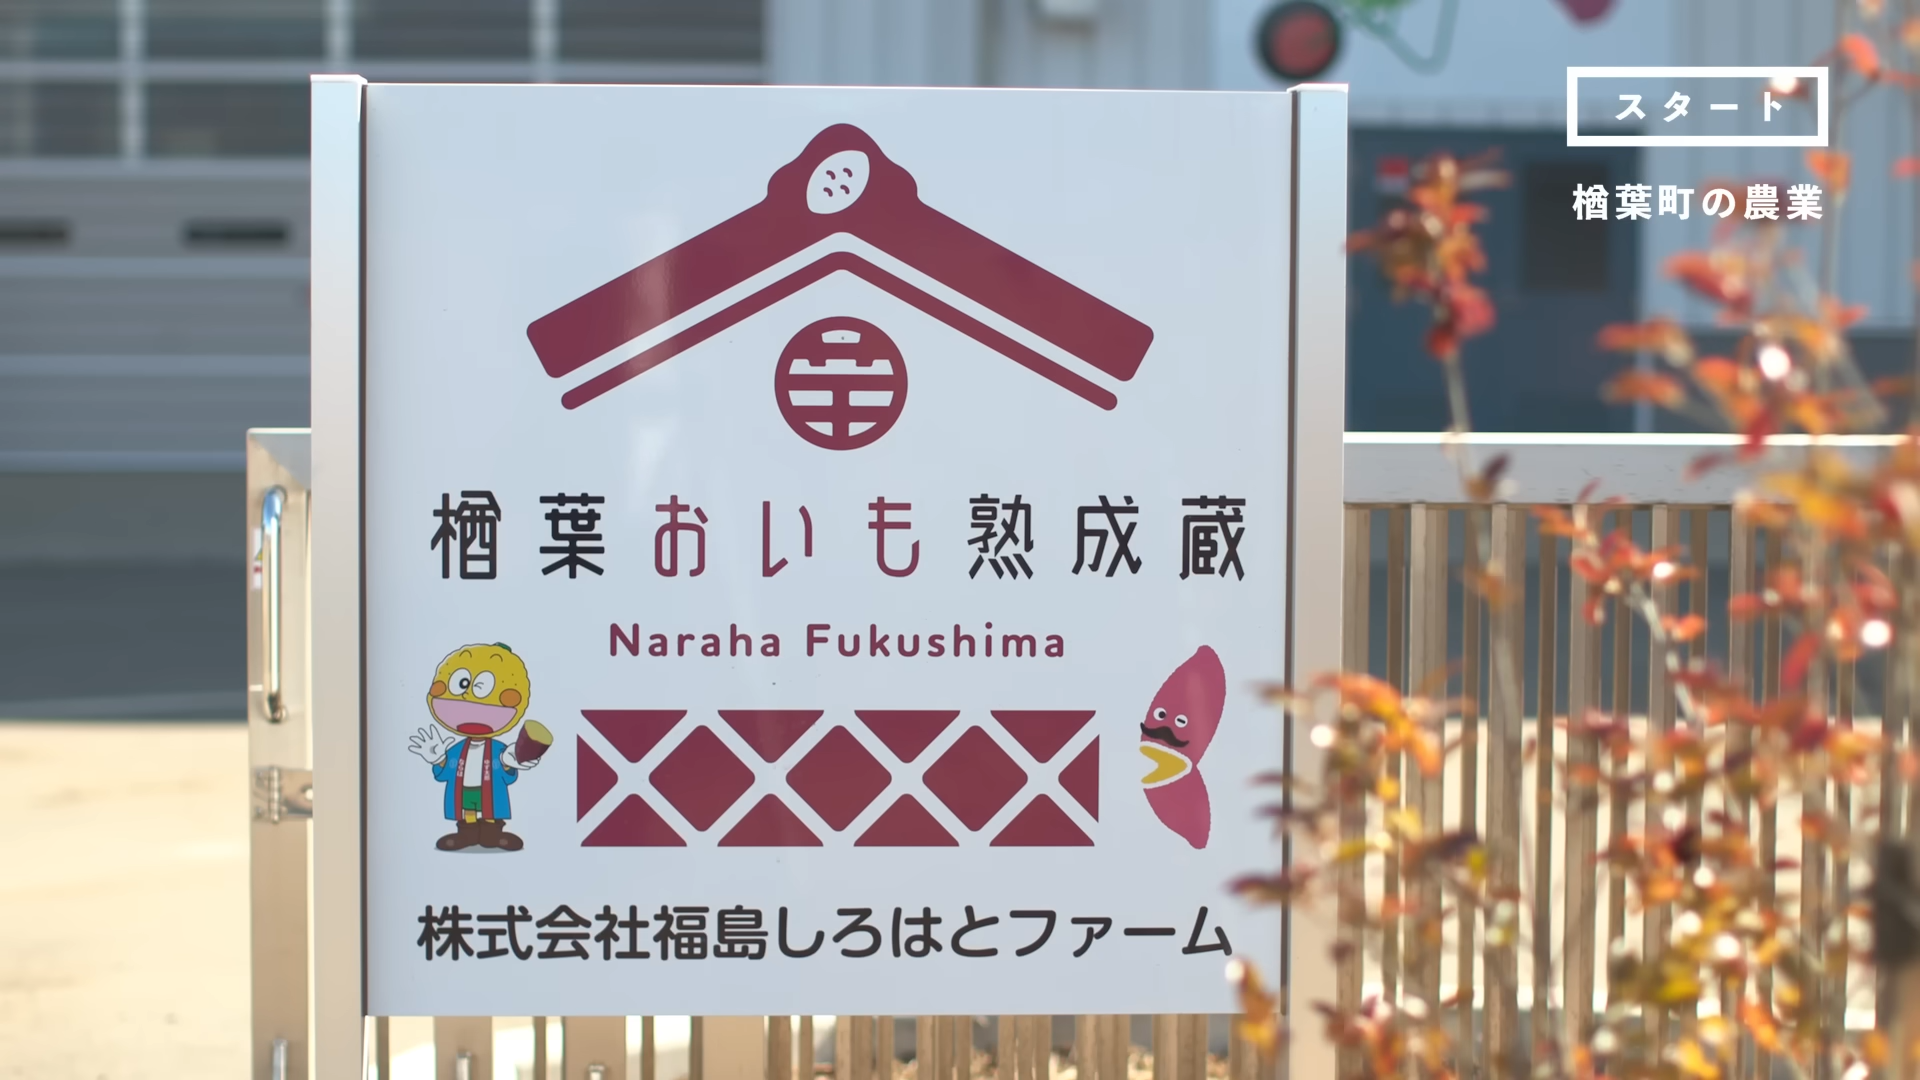 スタート
楢葉町の農業
幸
楢葉おいも熟成蔵
Naraha Fukushima
株式会社福島しろはとファーム